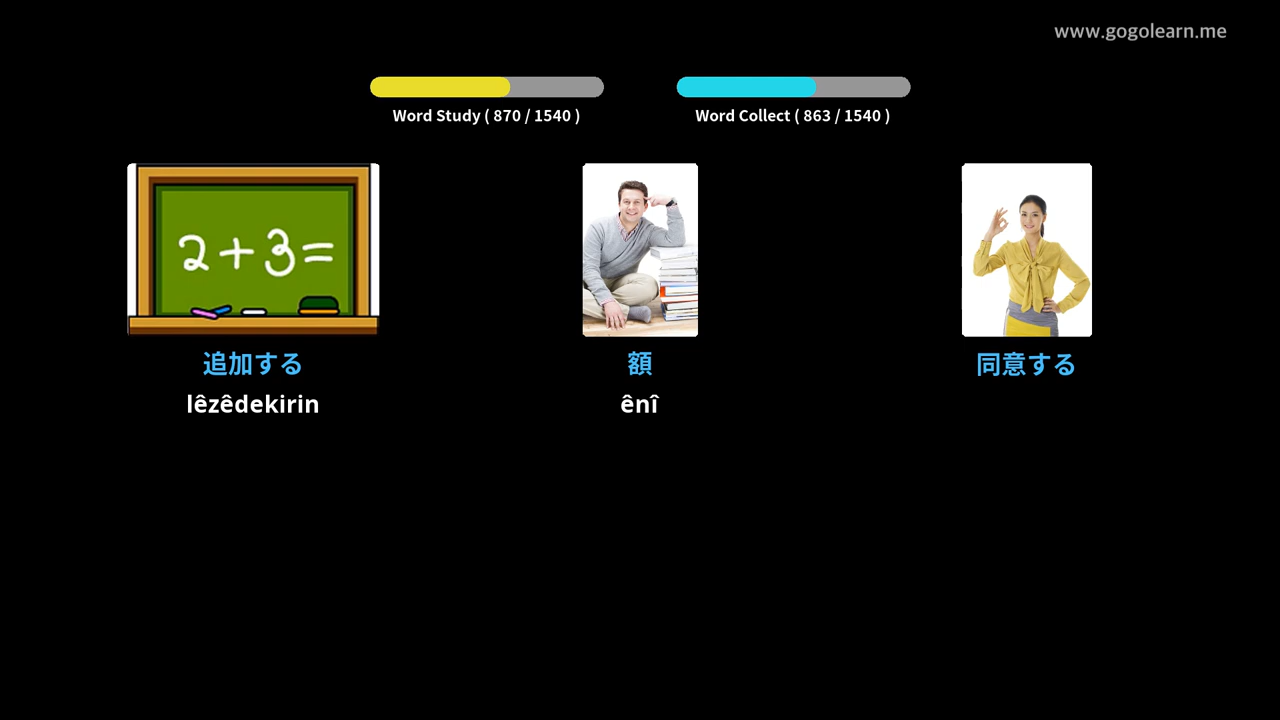 www.gogolearn.me
Word Study ( 870 / 1540 )
Word Collect ( 863 / 1540 )
2+3=
追加する
額
同意する
lêzêdekirin
ênî